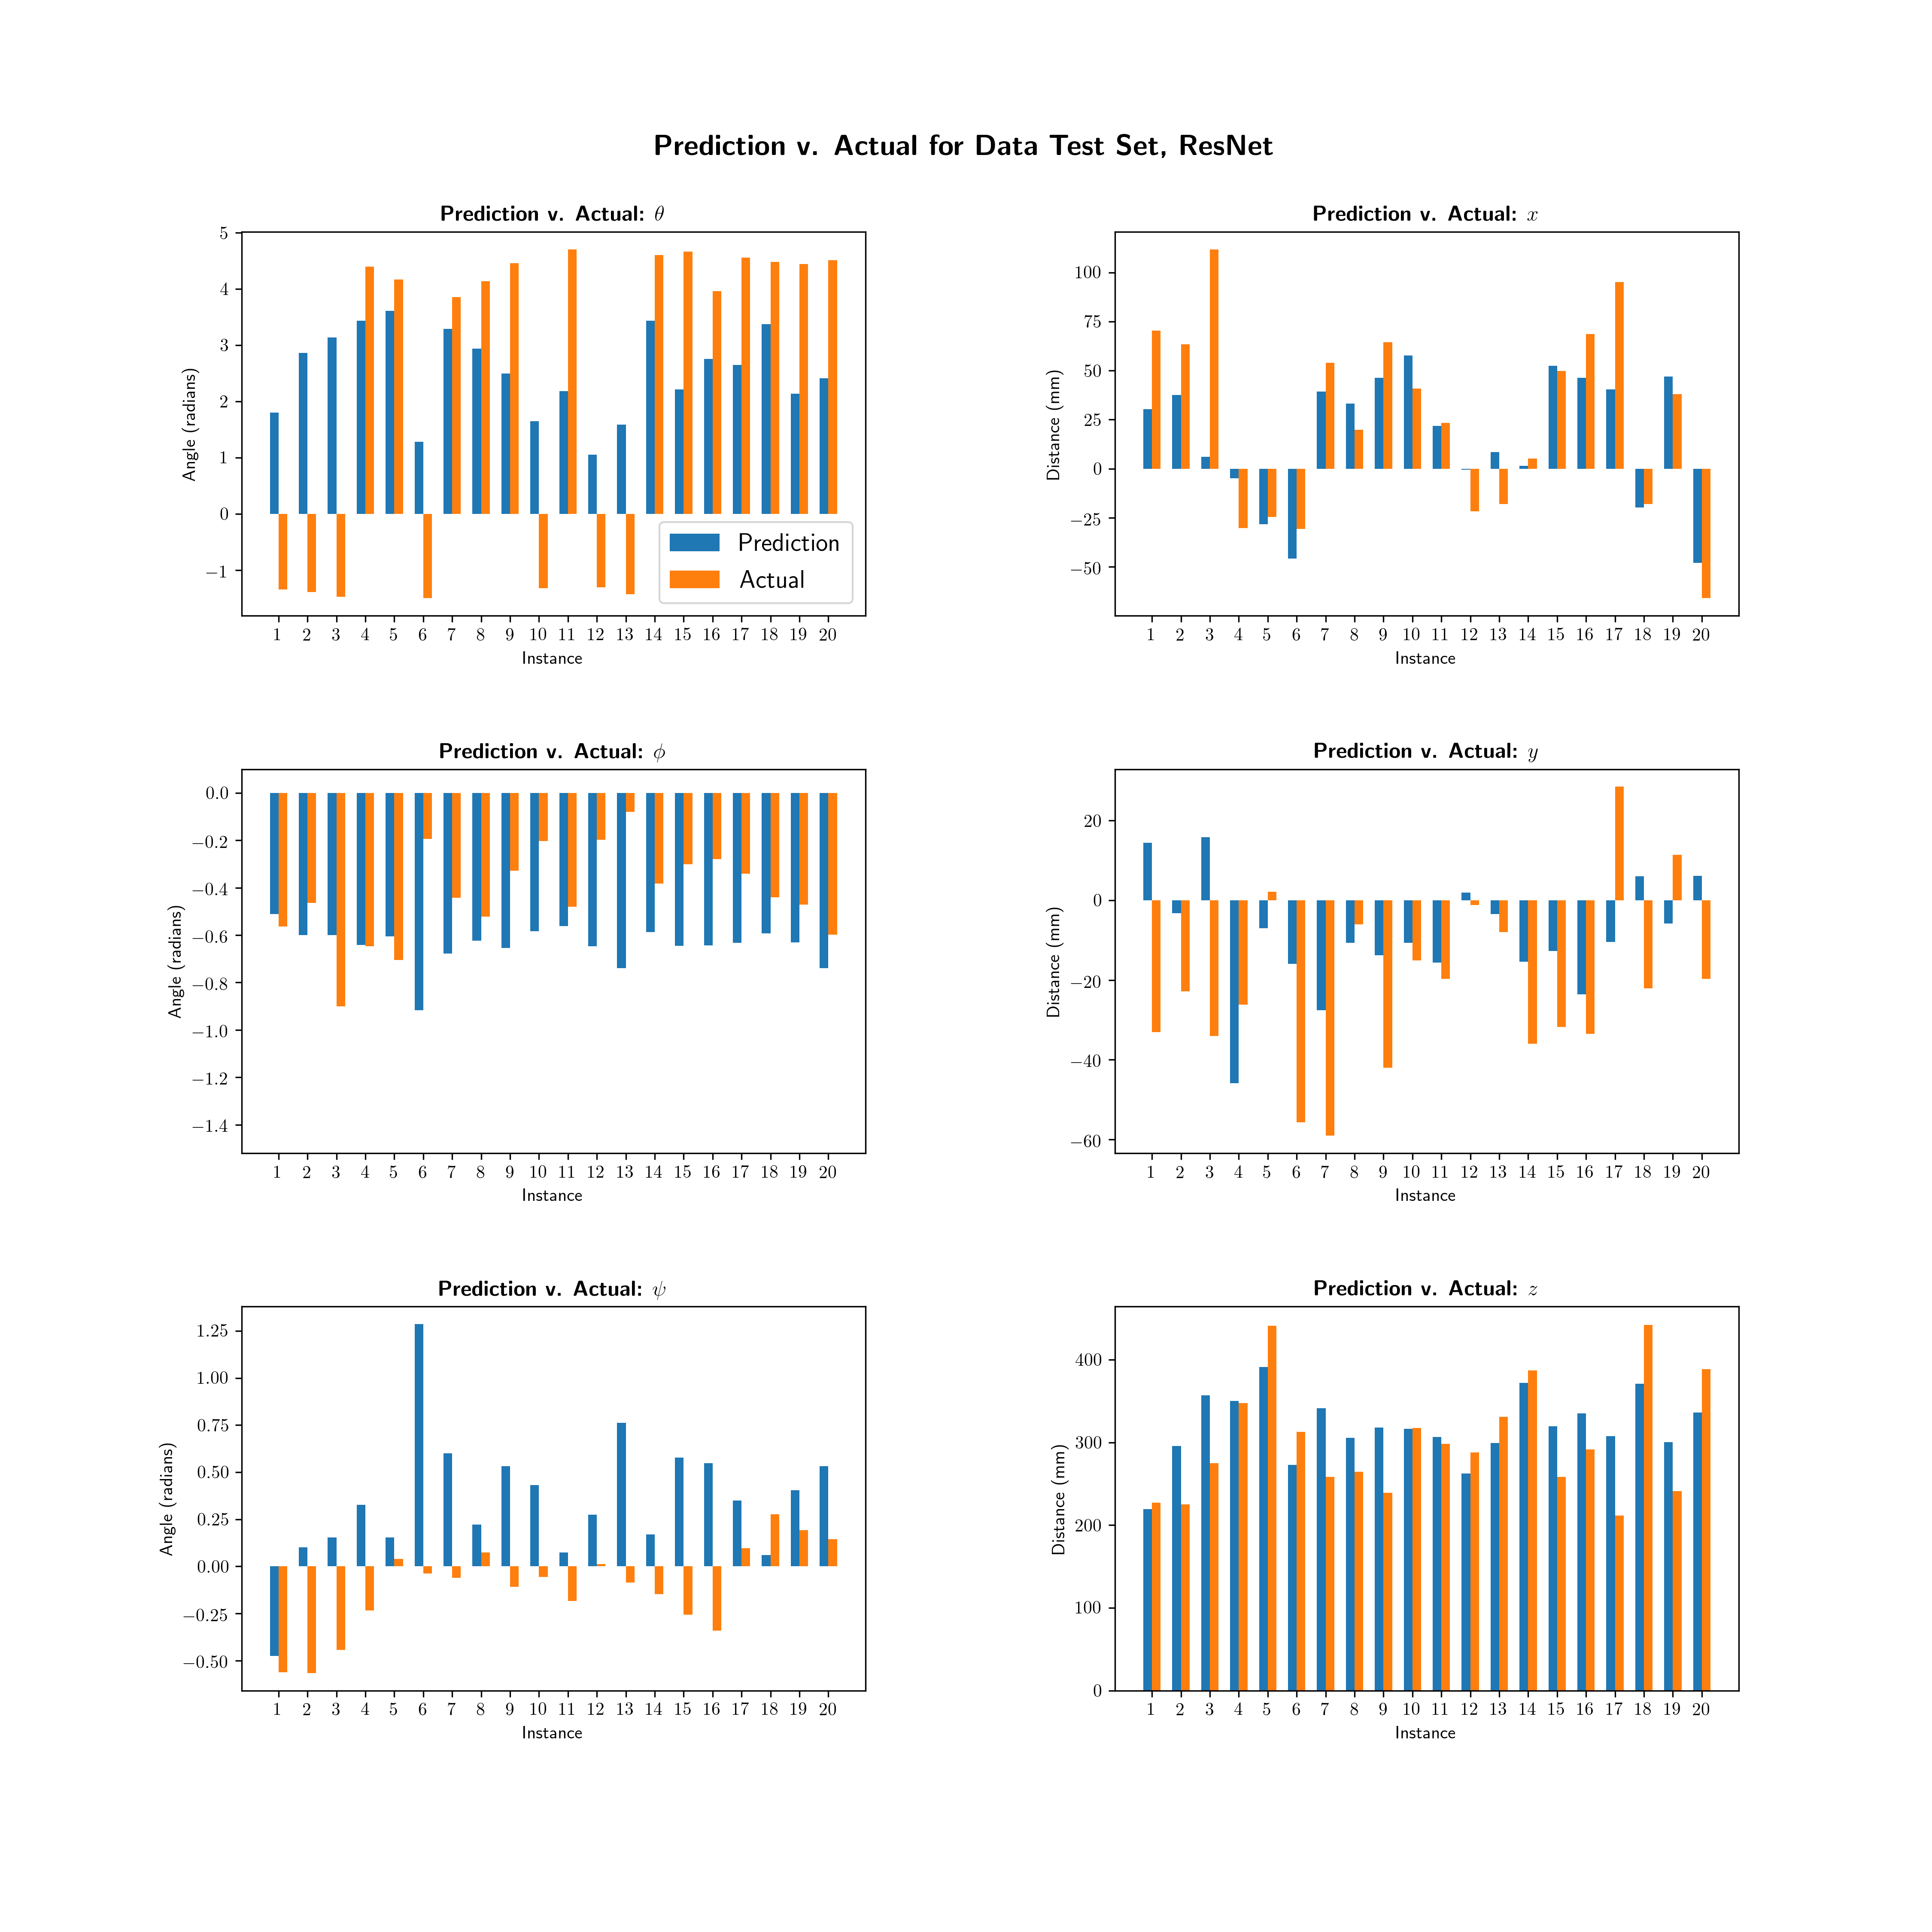 Prediction v. Actual for Data Test Set, ResNet
Prediction v. Actual: θ
5
4
3
2
1
0
−1
Angle (radians)
Prediction
Actual
1 2 3 4 5 6 7 8 9 10 11 12 13 14 15 16 17 18 19 20
Instance
Prediction v. Actual: x
100
75
50
25
0
−25
−50
Distance (mm)
1 2 3 4 5 6 7 8 9 10 11 12 13 14 15 16 17 18 19 20
Instance
Prediction v. Actual: ϕ
0.0
−0.2
−0.4
−0.6
−0.8
−1.0
−1.2
−1.4
Angle (radians)
1 2 3 4 5 6 7 8 9 10 11 12 13 14 15 16 17 18 19 20
Instance
Prediction v. Actual: y
20
0
−20
−40
−60
Distance (mm)
1 2 3 4 5 6 7 8 9 10 11 12 13 14 15 16 17 18 19 20
Instance
Prediction v. Actual: ψ
1.25
1.00
0.75
0.50
0.25
0.00
−0.25
−0.50
Angle (radians)
1 2 3 4 5 6 7 8 9 10 11 12 13 14 15 16 17 18 19 20
Instance
Prediction v. Actual: z
400
300
200
100
0
Distance (mm)
1 2 3 4 5 6 7 8 9 10 11 12 13 14 15 16 17 18 19 20
Instance